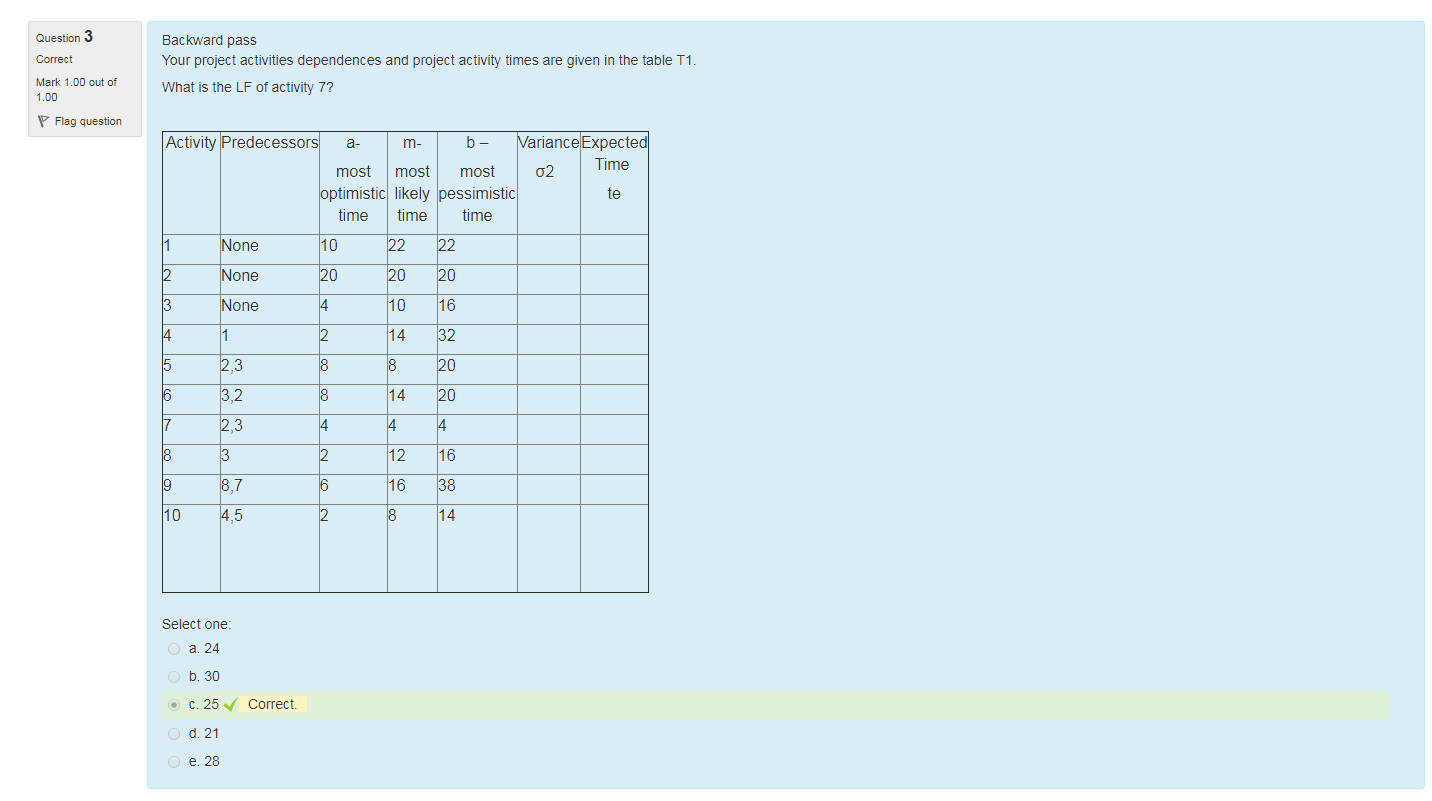 Question 3
Correct
Mark 1.00 out of
1.00
Flag question
Backward pass
Your project activities dependences and project activity times are given in the table T1.
What is the LF of activity 7?
Activity Predecessors a- m- b – Variance Expected
most most most σ2 Time
optimistic likely pessimistic te
time time time
1 None 10 22 22
2 None 20 20 20
3 None 4 10 16
4 1 2 14 32
5 2,3 8 8 20
6 3,2 8 14 20
7 2,3 4 4 4
8 3 2 12 16
9 8,7 6 16 38
10 4,5 2 8 14
Select one:
a. 24
b. 30
c. 25 Correct.
d. 21
e. 28